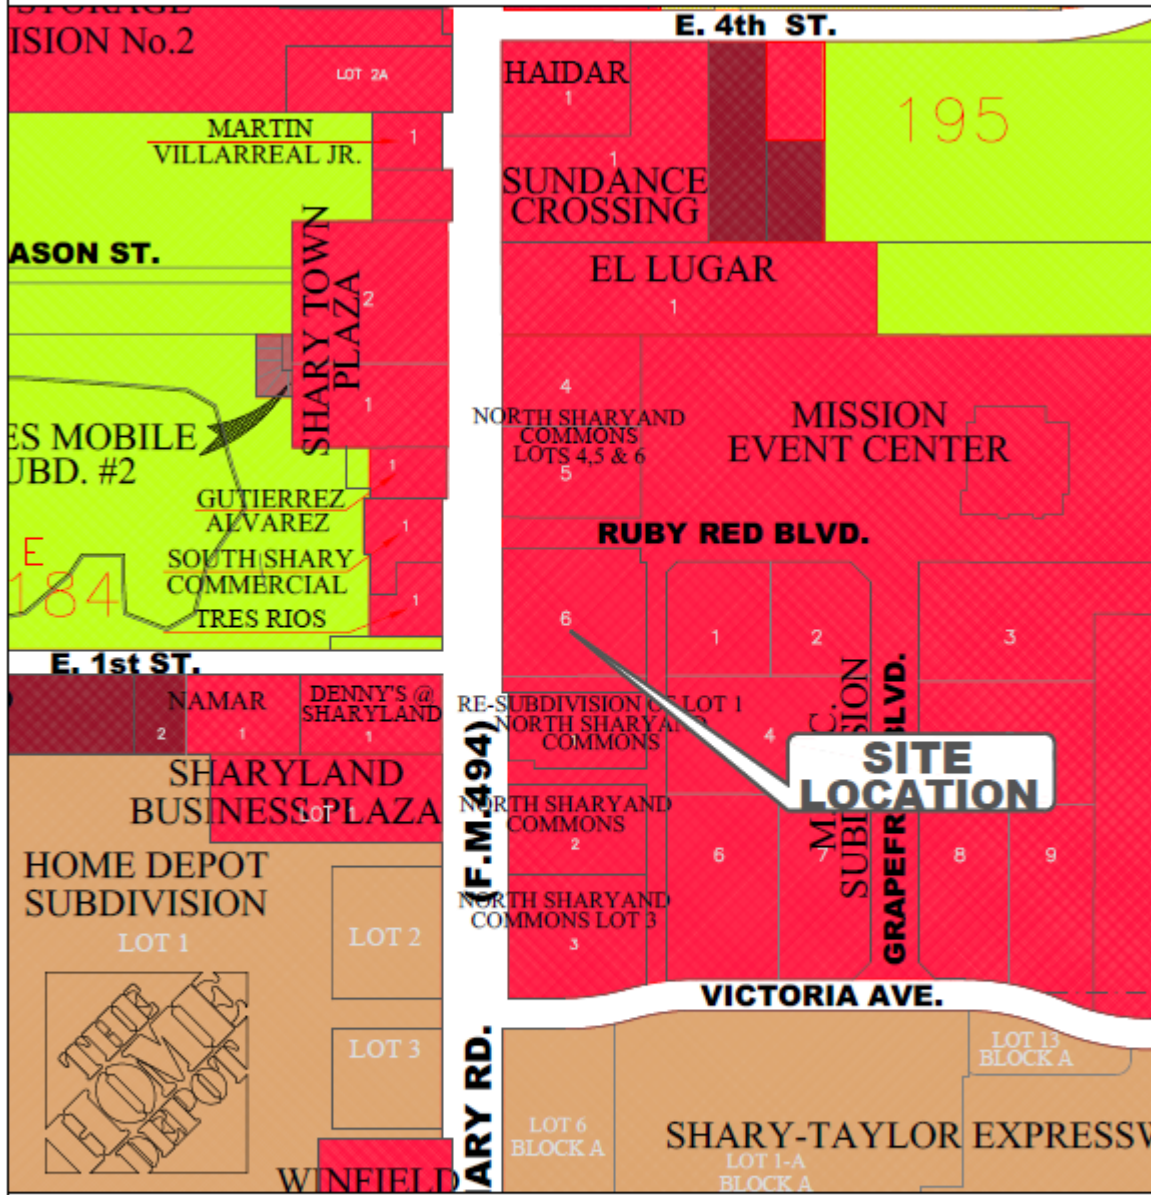 STORAGE
ISION No.2
LOT 2A
E. 4th ST.
HAIDAR
1
195
MARTIN
VILLARREAL JR.
1
1
SUNDANCE
CROSSING
ASON ST.
EL LUGAR
1
SHARY TOWN
PLAZA
2
1
ES MOBILE
UBD. #2
4
NORTH SHARYAND
COMMONS
LOTS 4,5 & 6
5
MISSION
EVENT CENTER
1
GUTIERREZ
ALVAREZ
1
SOUTH SHARY
COMMERCIAL
TRES RIOS
1
E
184
RUBY RED BLVD.
6
1
2
3
E. 1st ST.
2
NAMAR
1
DENNY'S @
SHARYLAND
1
RE-SUBDIVISION OF LOT 1
NORTH SHARYAND
COMMONS
4
SITE
LOCATION
SHARYLAND
BUSINESS PLAZA
LOT 1
NORTH SHARYAND
COMMONS
2
6
7
8
9
GRAPEFR
BLVD.
HOME DEPOT
SUBDIVISION
LOT 1
LOT 2
NORTH SHARYAND
COMMONS LOT 3
3
(F.M.494)
VICTORIA AVE.
THE
HOME
DEPOT
LOT 3
ARY RD.
LOT 6
BLOCK A
LOT 13
BLOCK A
SHARY-TAYLOR EXPRESSW
LOT 1-A
BLOCK A
WINFIELD